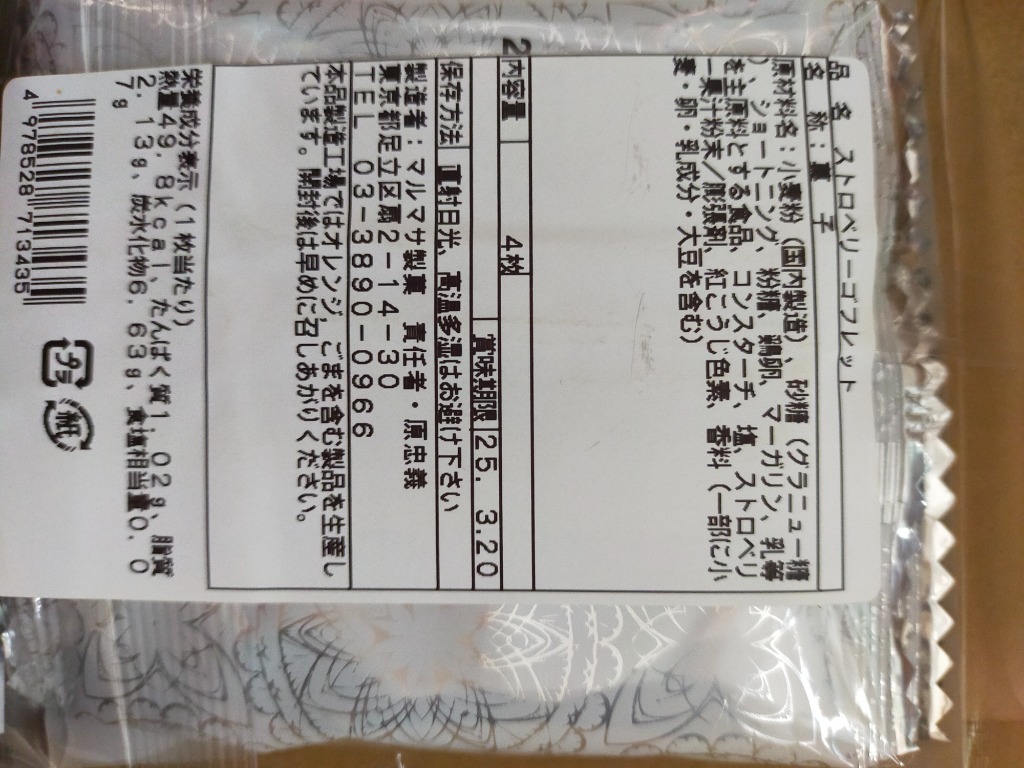 品名 ストロベリーゴフレット
名称:菓子
原材料名:小麦粉(国内製造)、砂糖(グラニュー糖
)、ショートニング、粉糖、鶏卵、マーガリン、乳等
を主原料とする食品、コンスターチ、塩、ストロベリ
ー果汁粉末/膨張剤、紅こうじ色素、香料(一部に小
麦・卵・乳成分・大豆を含む)
2内容量 4枚
賞味期限 25. 3.20
保存方法 直射日光、高温多湿はお避け下さい
製造者:マルマサ製菓 責任者・原忠義
東京都足立区扇2-14-30
TEL 03-3890-0966
本品製造工場ではオレンジ,ごまを含む製品を生産し
ています。開封後は早めに召しあがりください。
栄養成分表示(1枚当たり)
熱量49.8kcal、たんぱく質1.02g、脂質
2.13g、炭水化物6.63g、食塩相当量0.0
7g
4 978528 713435
プラ
紙